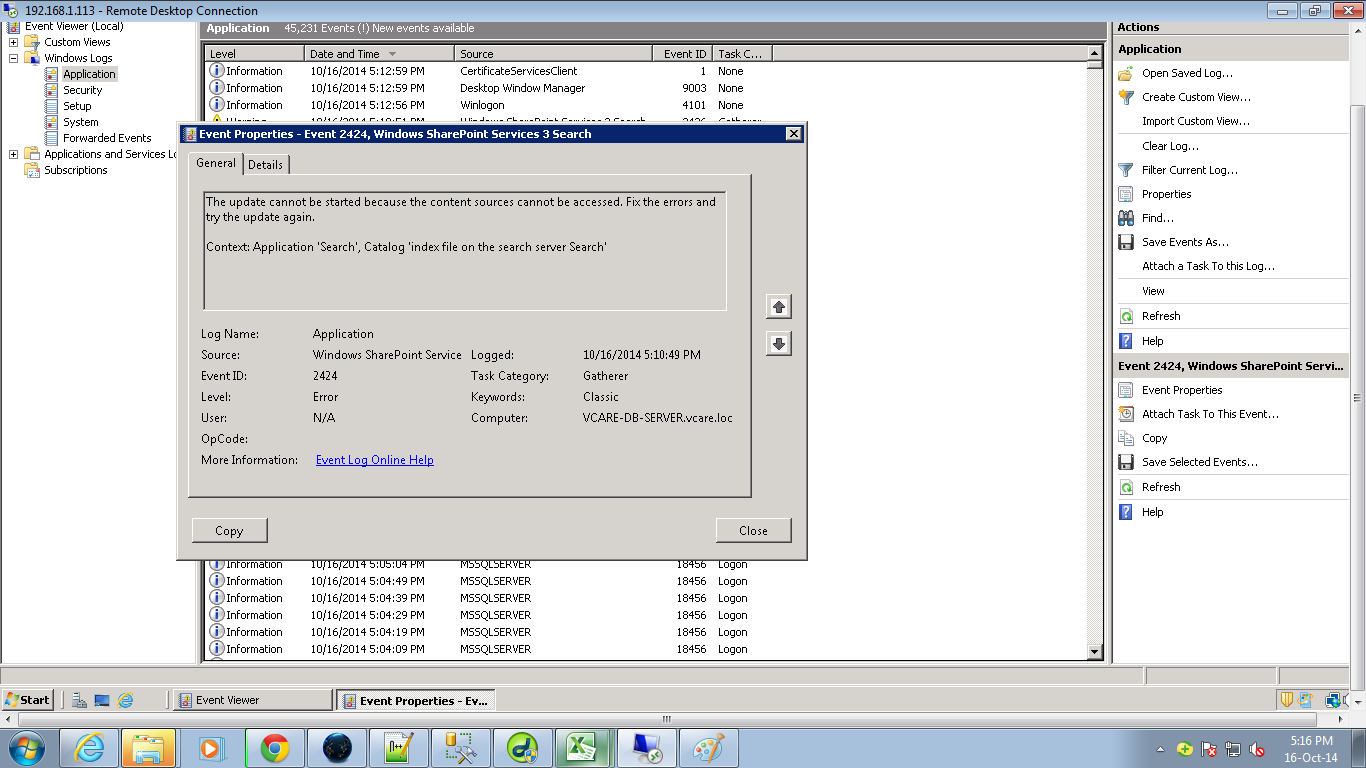 192.168.1.113 - Remote Desktop Connection
Event Viewer (Local)
Custom Views
Windows Logs
Application
Security
Setup
System
Forwarded Events
Applications and Services Lo
Subscriptions
Application 45,231 Events (!) New events available
Level Date and Time Source Event ID Task C...
Information 10/16/2014 5:12:59 PM CertificateServicesClient 1 None
Information 10/16/2014 5:12:59 PM Desktop Window Manager 9003 None
Information 10/16/2014 5:12:56 PM Winlogon 4101 None
Event Properties - Event 2424, Windows SharePoint Services 3 Search
General Details
The update cannot be started because the content sources cannot be accessed. Fix the errors and
try the update again.
Context: Application 'Search', Catalog 'index file on the search server Search'
Log Name: Application
Source: Windows SharePoint Service Logged: 10/16/2014 5:10:49 PM
Event ID: 2424 Task Category: Gatherer
Level: Error Keywords: Classic
User: N/A Computer: VCARE-DB-SERVER.vcare.loc
OpCode:
More Information: Event Log Online Help
Copy Close
Information 10/16/2014 5:05:04 PM MSSQLSERVER 18456 Logon
Information 10/16/2014 5:04:49 PM MSSQLSERVER 18456 Logon
Information 10/16/2014 5:04:39 PM MSSQLSERVER 18456 Logon
Information 10/16/2014 5:04:29 PM MSSQLSERVER 18456 Logon
Information 10/16/2014 5:04:19 PM MSSQLSERVER 18456 Logon
Information 10/16/2014 5:04:09 PM MSSQLSERVER 18456 Logon
Actions
Application
Open Saved Log...
Create Custom View...
Import Custom View...
Clear Log...
Filter Current Log...
Properties
Find...
Save Events As...
Attach a Task To this Log...
View
Refresh
Help
Event 2424, Windows SharePoint Servi...
Event Properties
Attach Task To This Event...
Copy
Save Selected Events...
Refresh
Help
Start Event Viewer Event Properties - Ev...
5:16 PM
16-Oct-14